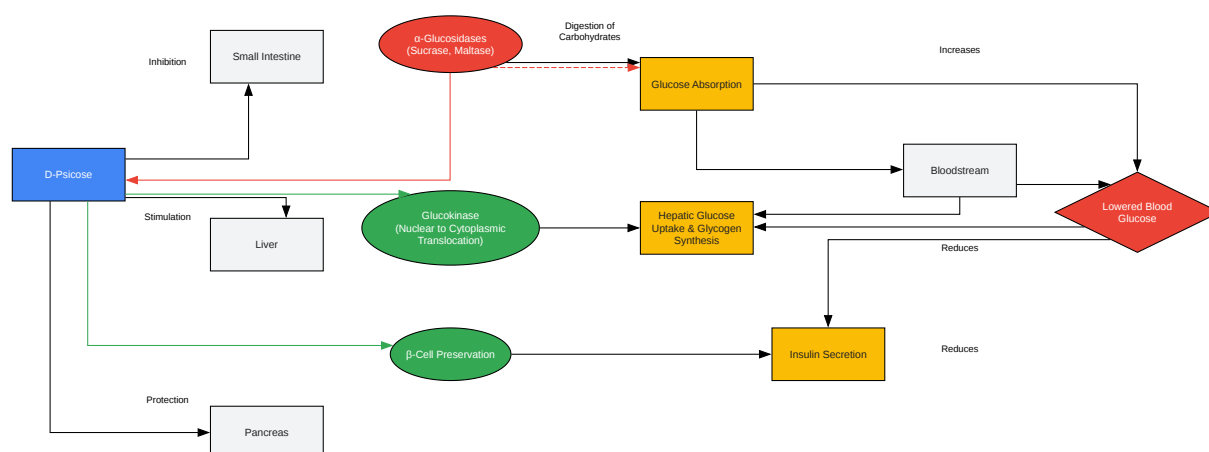 α-Glucosidases
(Sucrase, Maltase)
Digestion of
Carbohydrates
Increases
Small Intestine
Inhibition
Glucose Absorption
D-Psicose
Bloodstream
Stimulation
Liver
Glucokinase
(Nuclear to Cytoplasmic
Translocation)
Hepatic Glucose
Uptake & Glycogen
Synthesis
Lowered Blood
Glucose
Reduces
β-Cell Preservation
Insulin Secretion
Reduces
Protection
Pancreas